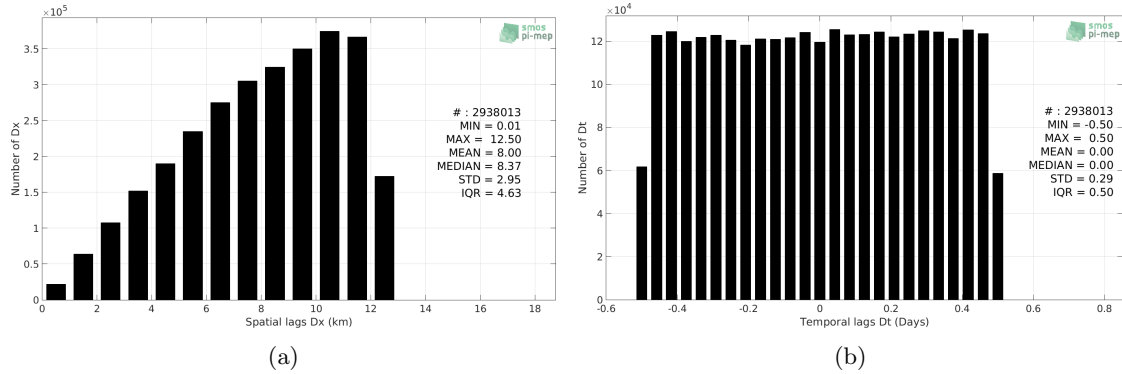 ×10^5
smos
pi-mep
3.5
3
2.5
2
1.5
1
0.5
0
Number of Dx
# : 2938013
MIN = 0.01
MAX = 12.50
MEAN = 8.00
MEDIAN = 8.37
STD = 2.95
IQR = 4.63
0 2 4 6 8 10 12 14 16 18
Spatial lags Dx (km)
(a)
×10^4
smos
pi-mep
12
10
8
6
4
2
0
Number of Dt
# : 2938013
MIN = -0.50
MAX = 0.50
MEAN = 0.00
MEDIAN = 0.00
STD = 0.29
IQR = 0.50
-0.6 -0.4 -0.2 0 0.2 0.4 0.6 0.8
Temporal lags Dt (Days)
(b)